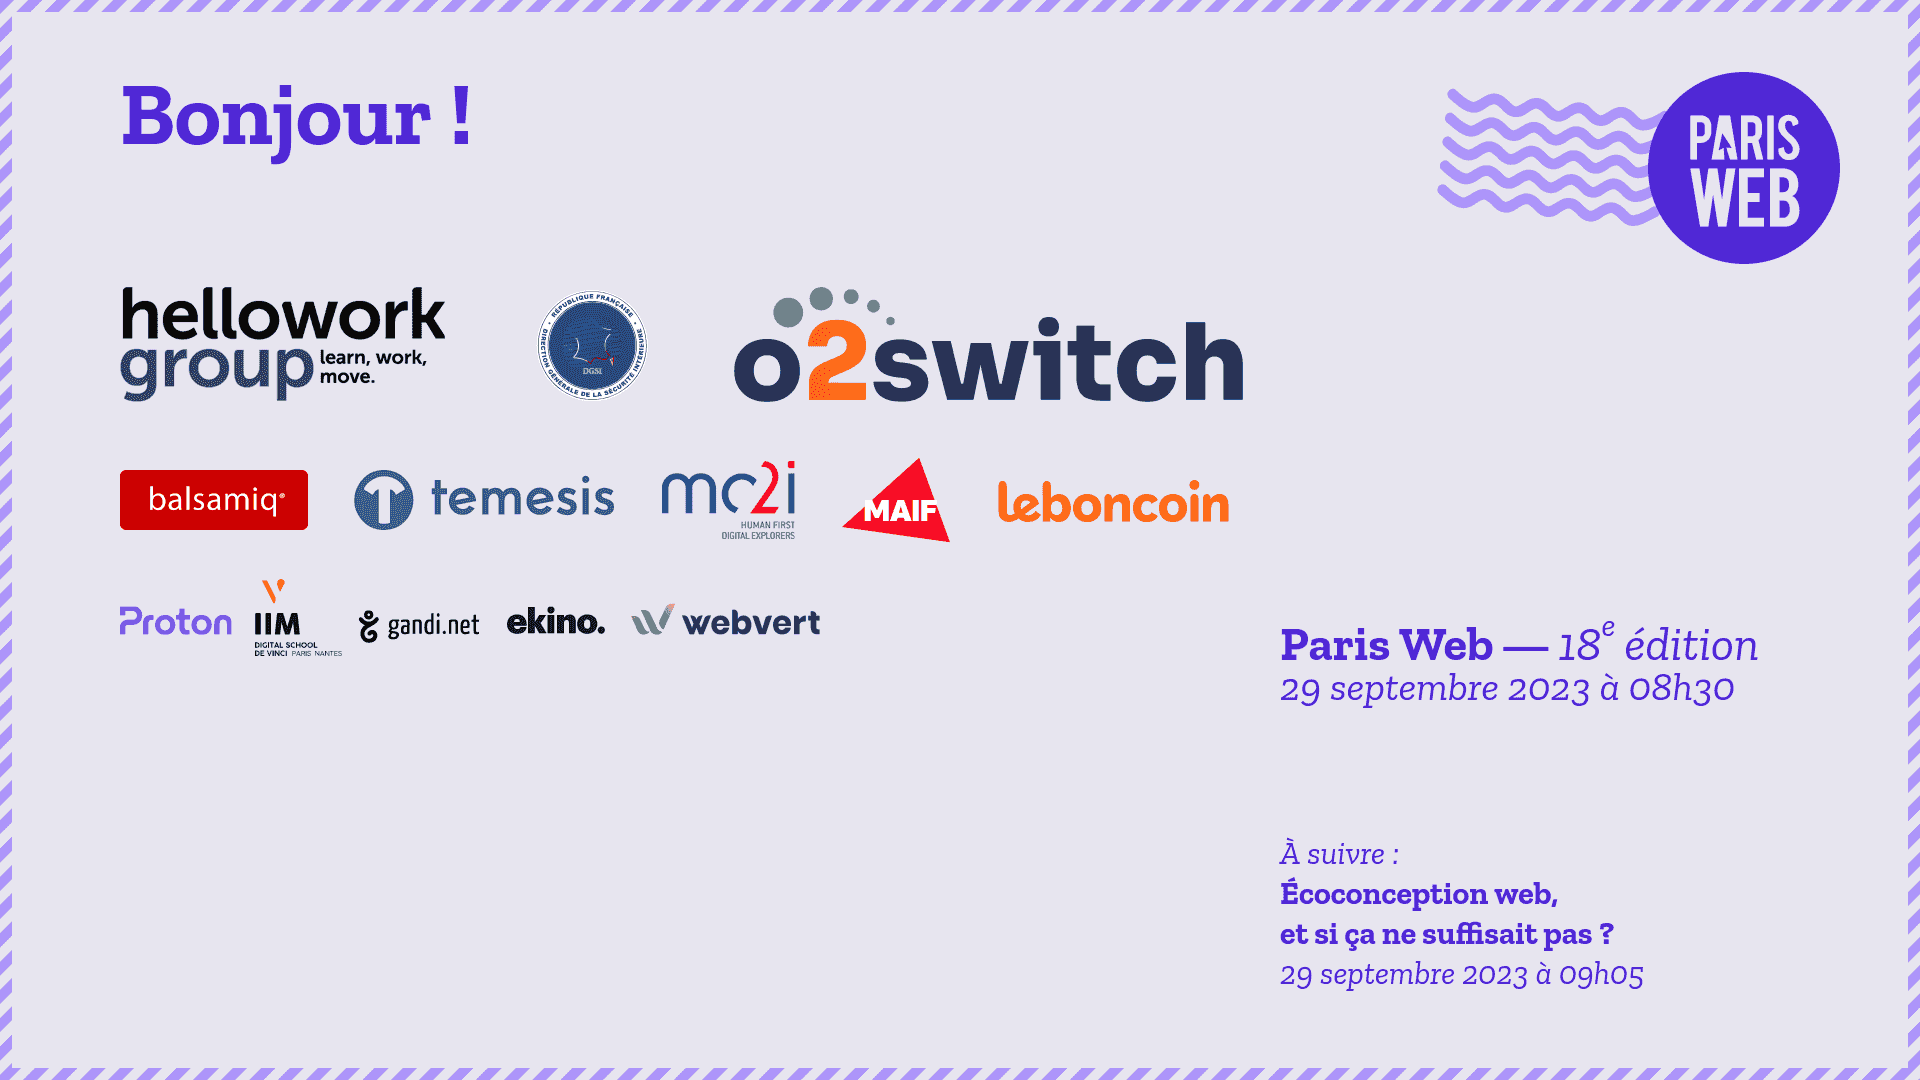 Bonjour !
PARIS
WEB
hellowork
group learn, work,
move.
RÉPUBLIQUE FRANÇAISE
DGSI
DIRECTION GÉNÉRALE DE LA SÉCURITÉ INTÉRIEURE
o2switch
balsamiq®
temesis
mc2i
HUMAN FIRST
DIGITAL EXPLORERS
MAIF
leboncoin
Proton
IIM
DIGITAL SCHOOL
DE VINCI PARIS NANTES
gandi.net
ekino.
webvert
Paris Web — 18e édition
29 septembre 2023 à 08h30
À suivre :
Écoconception web,
et si ça ne suffisait pas ?
29 septembre 2023 à 09h05